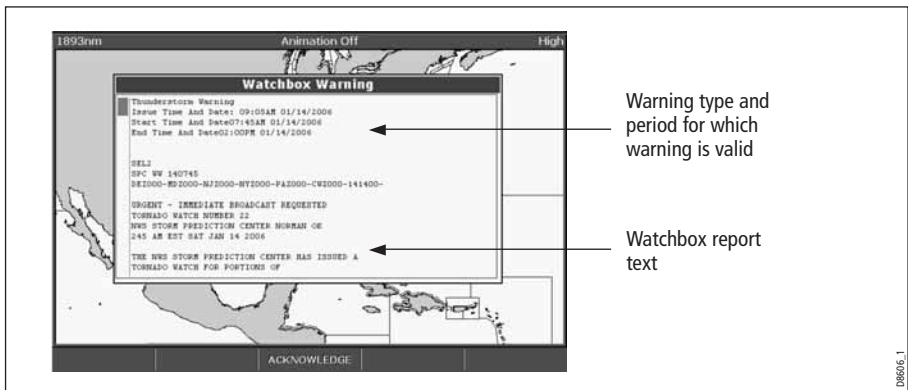 1893nm Animation Off High
Watchbox Warning
Thunderstorm Warning
Issue Time And Date: 09:05AM 01/14/2006
Start Time And Date07:45AM 01/14/2006
End Time And Date02:00PM 01/14/2006
SEL2
SPC WW 140745
DEZ000-MDZ000-NJZ000-NYZ000-PAZ000-CWZ000-141400-
URGENT - IMMEDIATE BROADCAST REQUESTED
TORNADO WATCH NUMBER 22
NWS STORM PREDICTION CENTER NORMAN OK
245 AM EST SAT JAN 14 2006
THE NWS STORM PREDICTION CENTER HAS ISSUED A
TORNADO WATCH FOR PORTIONS OF
ACKNOWLEDGE
Warning type and
period for which
warning is valid
Watchbox report
text
D8606_1